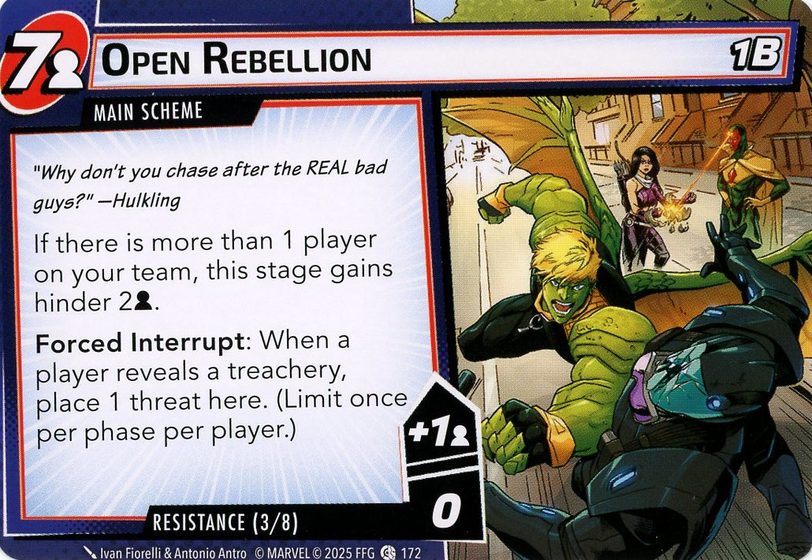 7 OPEN REBELLION 1B
MAIN SCHEME
"Why don't you chase after the REAL bad
guys?" —Hulkling
If there is more than 1 player
on your team, this stage gains
hinder 2.
Forced Interrupt: When a
player reveals a treachery,
place 1 threat here. (Limit once
per phase per player.)
+1
0
RESISTANCE (3/8)
Ivan Fiorelli & Antonio Antro © MARVEL © 2025 FFG 172